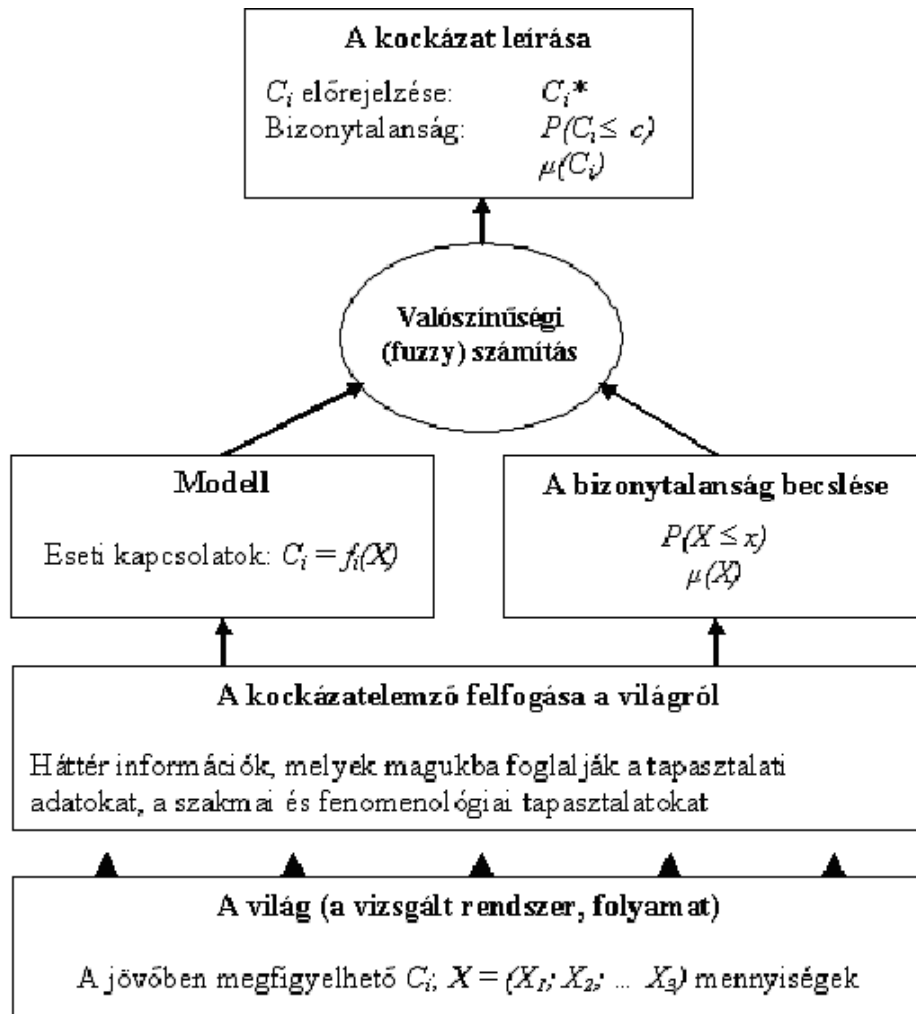 A kockázat leírása
C_i előrejelzése: C_i*
Bizonytalanság: P(C_i ≤ c)
μ(C_i)
Valószínűségi
(fuzzy) számítás
Modell
Eseti kapcsolatok: C_i = f_i(X)
A bizonytalanság becslése
P(X ≤ x)
μ(X)
A kockázatelemző felfogása a világról
Háttér információk, melyek magukba foglalják a tapasztalati
adatokat, a szakmai és fenomenológiai tapasztalatokat
A világ (a vizsgált rendszer, folyamat)
A jövőben megfigyelhető C_i; X = (X_1; X_2; ... X_3) mennyiségek